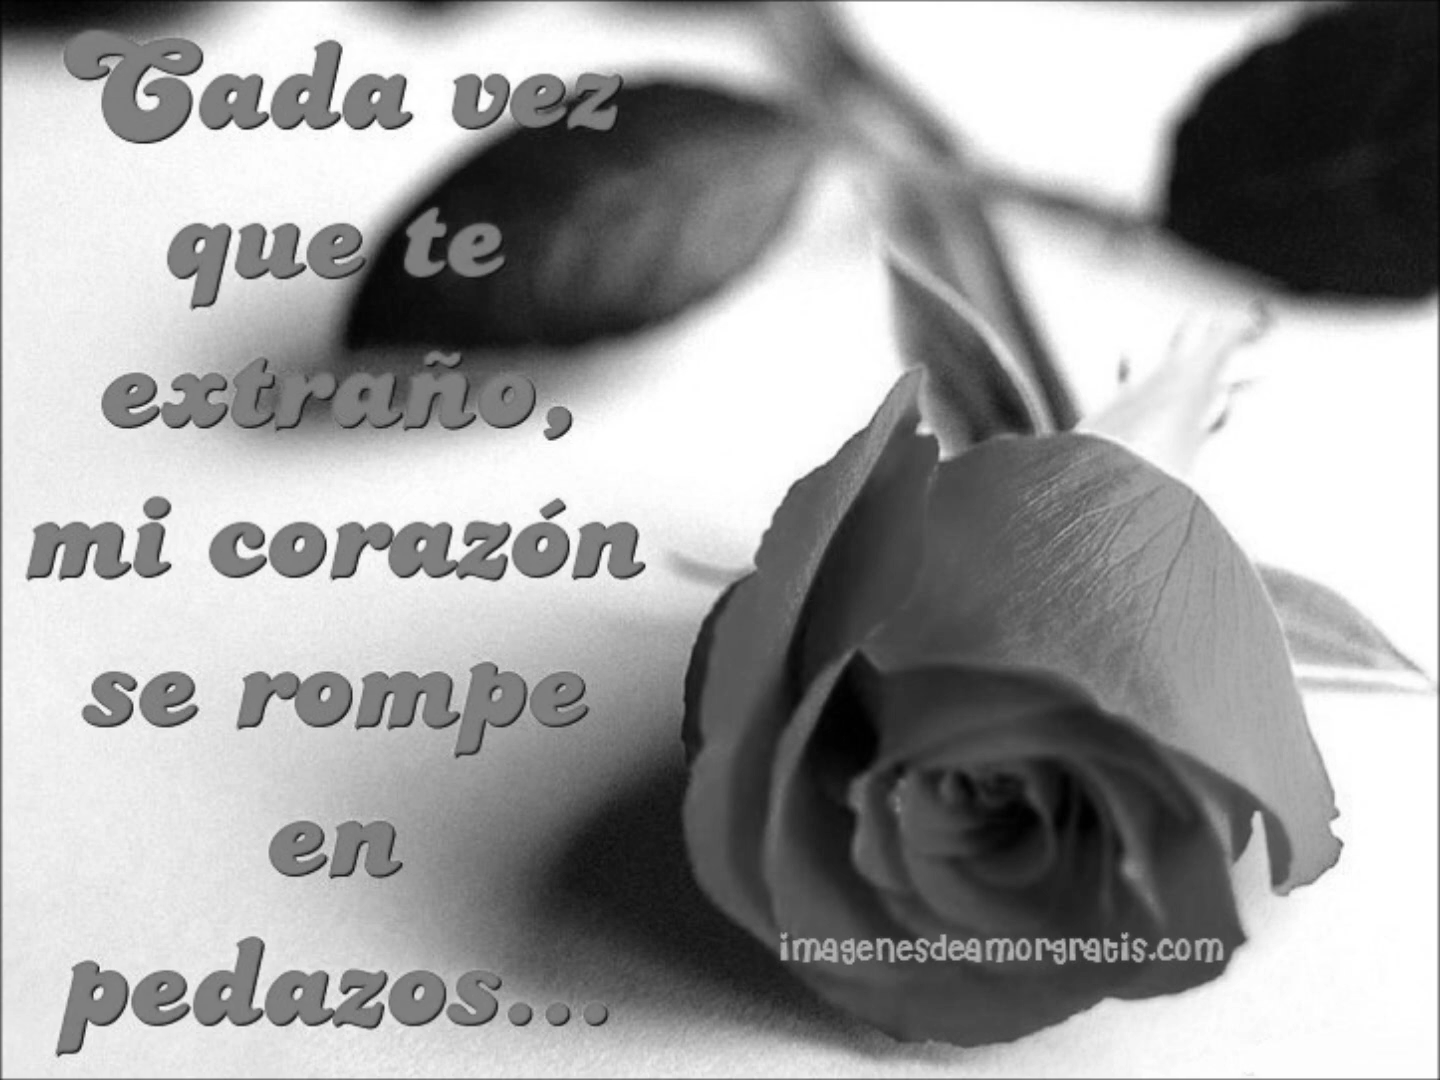 Cada vez
que te
extraño,
mi corazón
se rompe
en
pedazos...
imagenesdeamorgratis.com